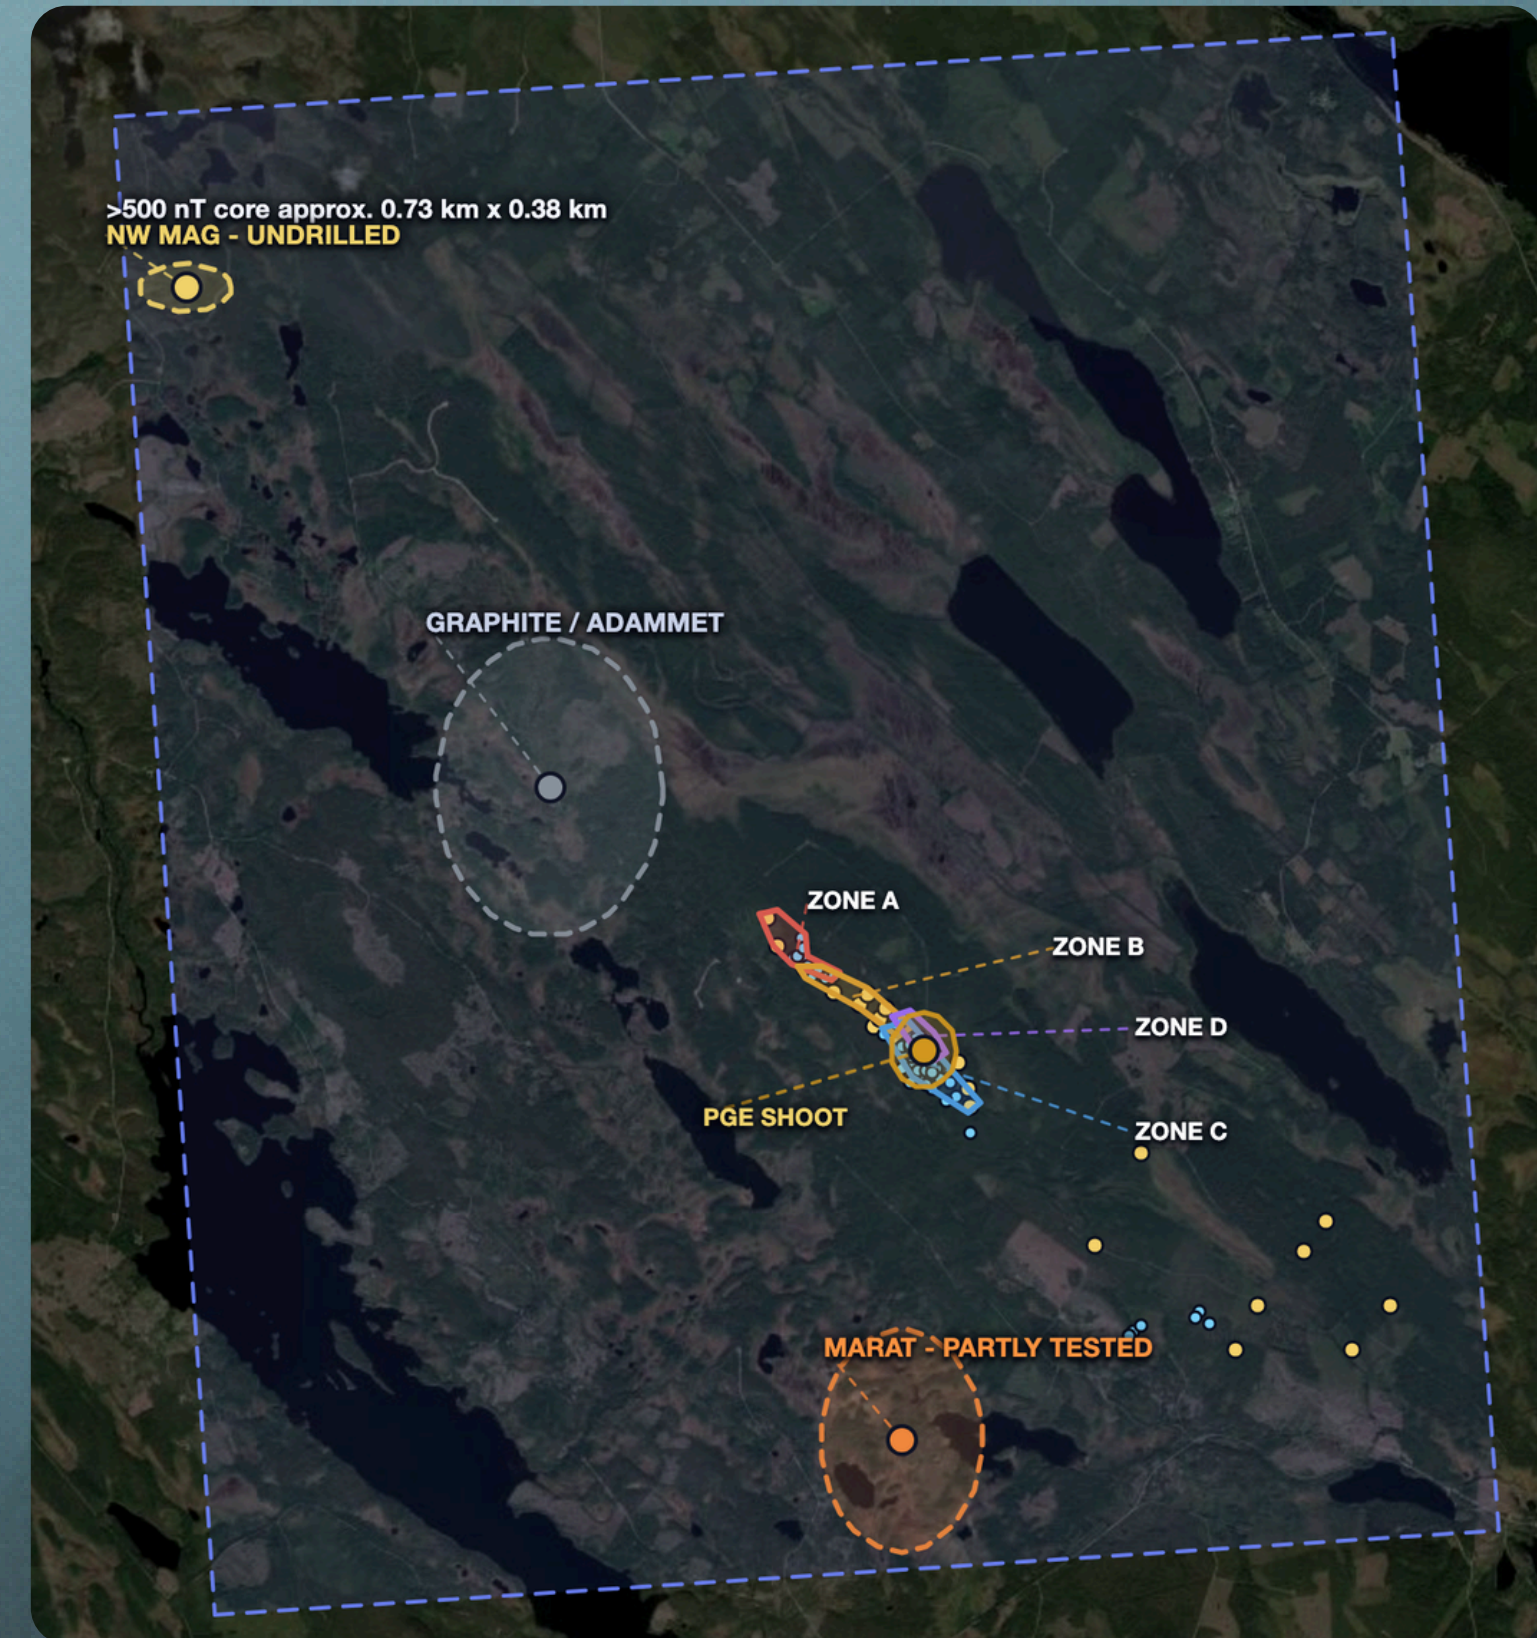 >500 nT core approx. 0.73 km x 0.38 km
NW MAG - UNDRILLED
GRAPHITE / ADAMMET
ZONE A
ZONE B
ZONE D
PGE SHOOT
ZONE C
MARAT - PARTLY TESTED